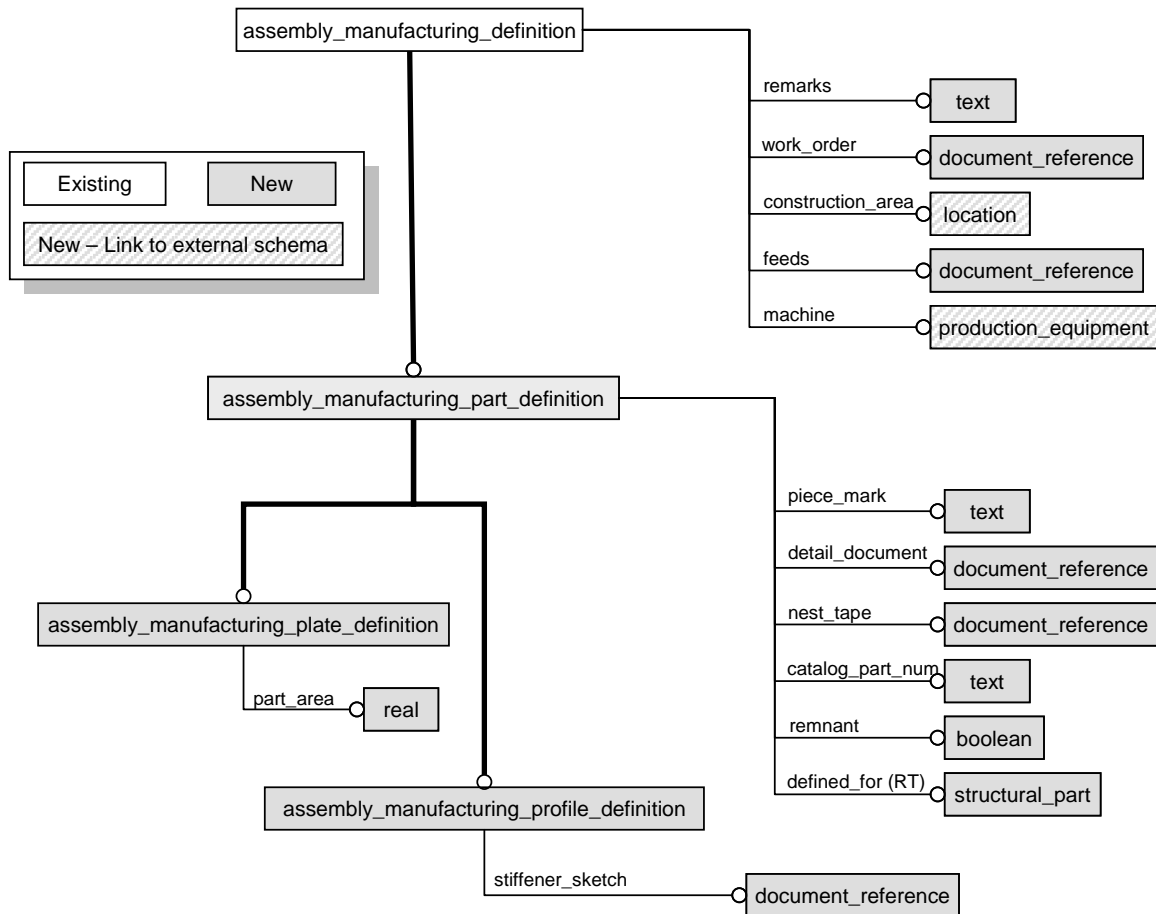 assembly_manufacturing_definition
remarks
text
work_order
document_reference
Existing
New
construction_area
location
New – Link to external schema
feeds
document_reference
machine
production_equipment
assembly_manufacturing_part_definition
piece_mark
text
detail_document
document_reference
nest_tape
document_reference
assembly_manufacturing_plate_definition
catalog_part_num
text
part_area
real
remnant
boolean
defined_for (RT)
structural_part
assembly_manufacturing_profile_definition
stiffener_sketch
document_reference